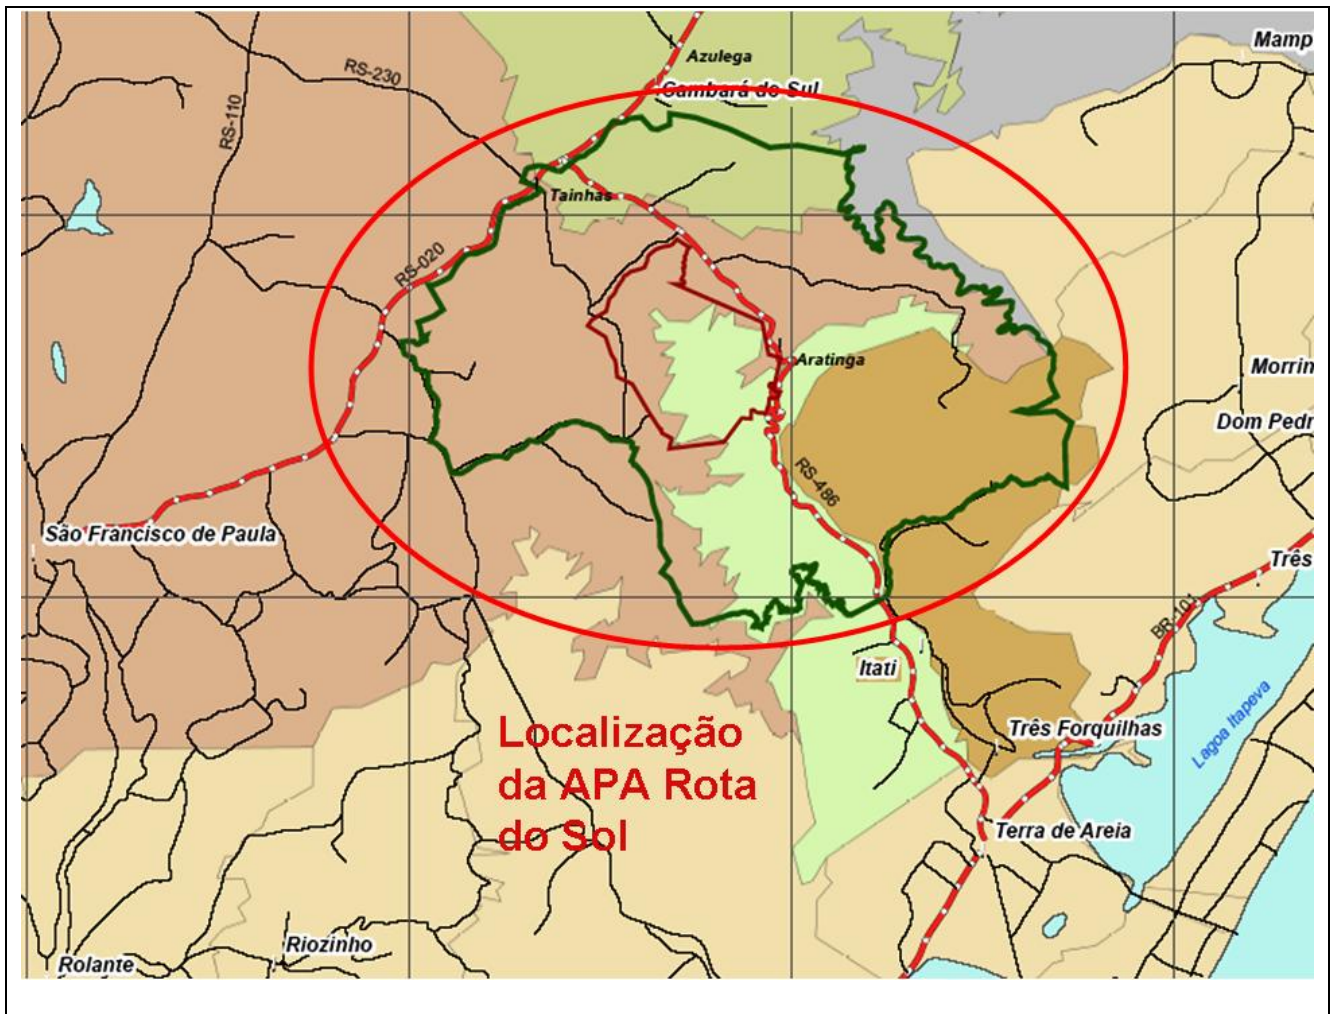 Mamp
Azulega
Cambará do Sul
RS-230
RS-110
Tainhas
RS-020
Aratinga
Morrin
Dom Pedr
RS-486
São Francisco de Paula
Três
BR-101
Itati
Lagoa Itapeva
Três Forquilhas
Localização
da APA Rota
do Sol
Terra de Areia
Riozinho
Rolante